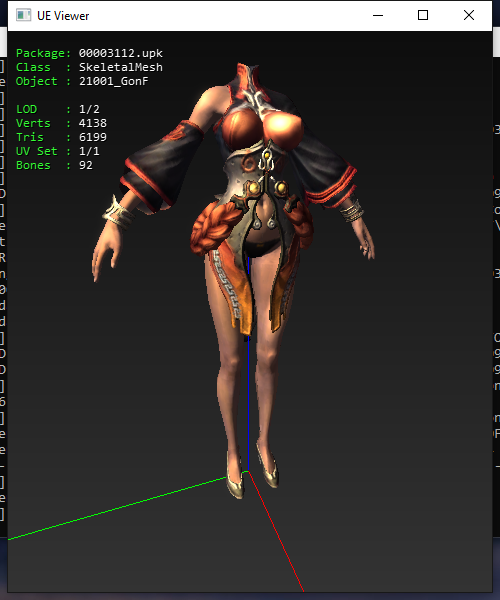 UE Viewer
Package: 00003112.upk
Class : SkeletalMesh
Object : 21001_GonF
LOD : 1/2
Verts : 4138
Tris : 6199
UV Set : 1/1
Bones : 92